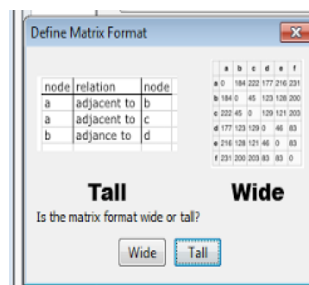 Define Matrix Format
node relation node
a adjacent to b
a adjacent to c
b adjance to d
a b c d e f
a 0 184 222 177 216 231
b 184 0 45 123 128 200
c 222 45 0 129 121 203
d 177 123 129 0 46 83
e 216 128 121 46 0 83
f 231 200 203 83 83 0
Tall Wide
Is the matrix format wide or tall?
Wide Tall